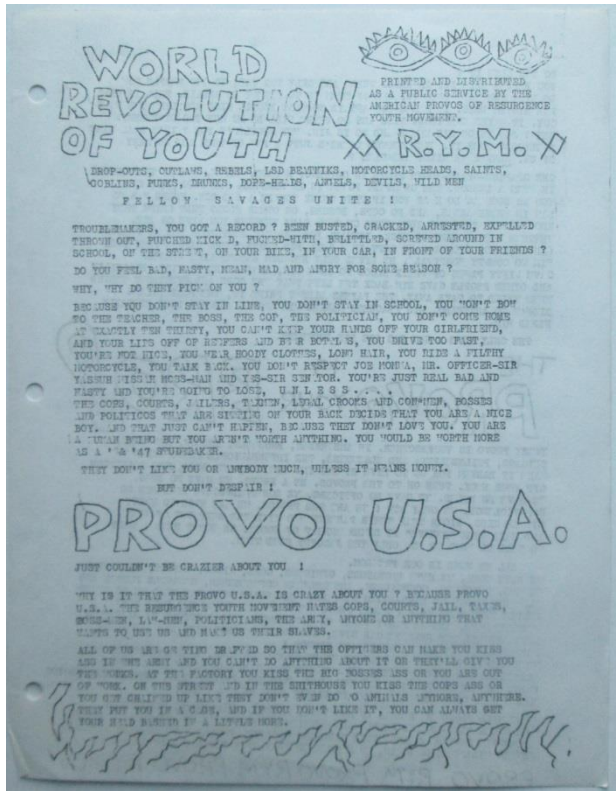 WORLD
REVOLUTION
OF YOUTH
PRINTED AND DISTRIBUTED
AS A PUBLIC SERVICE BY THE
AMERICAN PROVOS OF RESURGENCE
YOUTH MOVEMENT.
XX R.Y.M. XX
DROP-OUTS, OUTLAWS, REBELS, LSD BEATNIKS, MOTORCYCLE HEADS, SAINTS,
GOBLINS, PUNKS, DRUNKS, DOPE-HEADS, ANGELS, DEVILS, WILD MEN
FELLOW SAVAGES UNITE !
TROUBLEMAKERS, YOU GOT A RECORD ? BEEN BUSTED, CRACKED, ARRESTED, EXPELLED
THROWN OUT, PUNCHED KICK D, FUCKED-WITH, BELITTLED, SCREWED AROUND IN
SCHOOL, ON THE STREET, ON YOUR BIKE, IN YOUR CAR, IN FRONT OF YOUR FRIENDS ?
DO YOU FEEL BAD, NASTY, MEAN, MAD AND ANGRY FOR SOME REASON ?
WHY, WHY DO THEY PICK ON YOU ?
BECAUSE YOU DON'T STAY IN LINE, YOU DON'T STAY IN SCHOOL, YOU WON'T BOW
TO THE TEACHER, THE BOSS, THE COP, THE POLITICIAN, YOU DON'T COME HOME
AT EXACTLY TEN THIRTY, YOU CAN'T KEEP YOUR HANDS OFF YOUR GIRLFRIEND,
AND YOUR LIPS OFF OF REEFERS AND BEER BOTTLES, YOU DRIVE TOO FAST,
YOU'RE NOT NICE, YOU WEAR HOODY CLOTHES, LONG HAIR, YOU RIDE A FILTHY
MOTORCYCLE, YOU TALK BACK. YOU DON'T RESPECT JOE MOMMA, MR. OFFICER-SIR
YASSUH MISSAH BOSS-MAN AND YES-SIR SENATOR. YOU'RE JUST REAL BAD AND
NASTY AND YOU'RE GOING TO LOSE, U.N.L.E.S.S.....
THE COPS, COURTS, JAILERS, TAXMEN, LEGAL CROOKS AND CONMEN, BOSSES
AND POLITICOS THAT ARE SITTING ON YOUR BACK DECIDE THAT YOU ARE A NICE
BOY. AND THAT JUST CAN'T HAPPEN, BECAUSE THEY DON'T LOVE YOU. YOU ARE
A HUMAN BEING BUT YOU AREN'T WORTH ANYTHING. YOU WOULD BE WORTH MORE
AS A '47 STUDEBAKER.
THEY DON'T LIKE YOU OR ANYBODY MUCH, UNLESS IT MEANS MONEY.
BUT DON'T DESPAIR !
PROVO U.S.A.
JUST COULDN'T BE CRAZIER ABOUT YOU !
WHY IS IT THAT THE PROVO U.S.A. IS CRAZY ABOUT YOU ? BECAUSE PROVO
U.S.A. THE RESURGENCE YOUTH MOVEMENT HATES COPS, COURTS, JAIL, TAXES,
BOSS-MEN, LAW-MEN, POLITICIANS, THE ARMY, ANYONE OR ANYTHING THAT
WANTS TO USE US AND MAKE US THEIR SLAVES.
ALL OF US ARE GETTING DRAFTED SO THAT THE OFFICERS CAN MAKE YOU KISS
ASS IN THE ARMY AND YOU CAN'T DO ANYTHING ABOUT IT OR THEY'LL GIVE YOU
THE WORKS. AT THE FACTORY YOU KISS THE BIG BOSSES ASS OR YOU ARE OUT
OF WORK. ON THE STREET AND IN THE SHITHOUSE YOU KISS THE COPS ASS OR
YOU GET CHAINED UP LIKE THEY DON'T EVEN DO TO ANIMALS ANYMORE, ANYWHERE.
THEY PUT YOU IN A CAGE, AND IF YOU DON'T LIKE IT, YOU CAN ALWAYS GET
YOUR HEAD BASHED IN A LITTLE MORE.